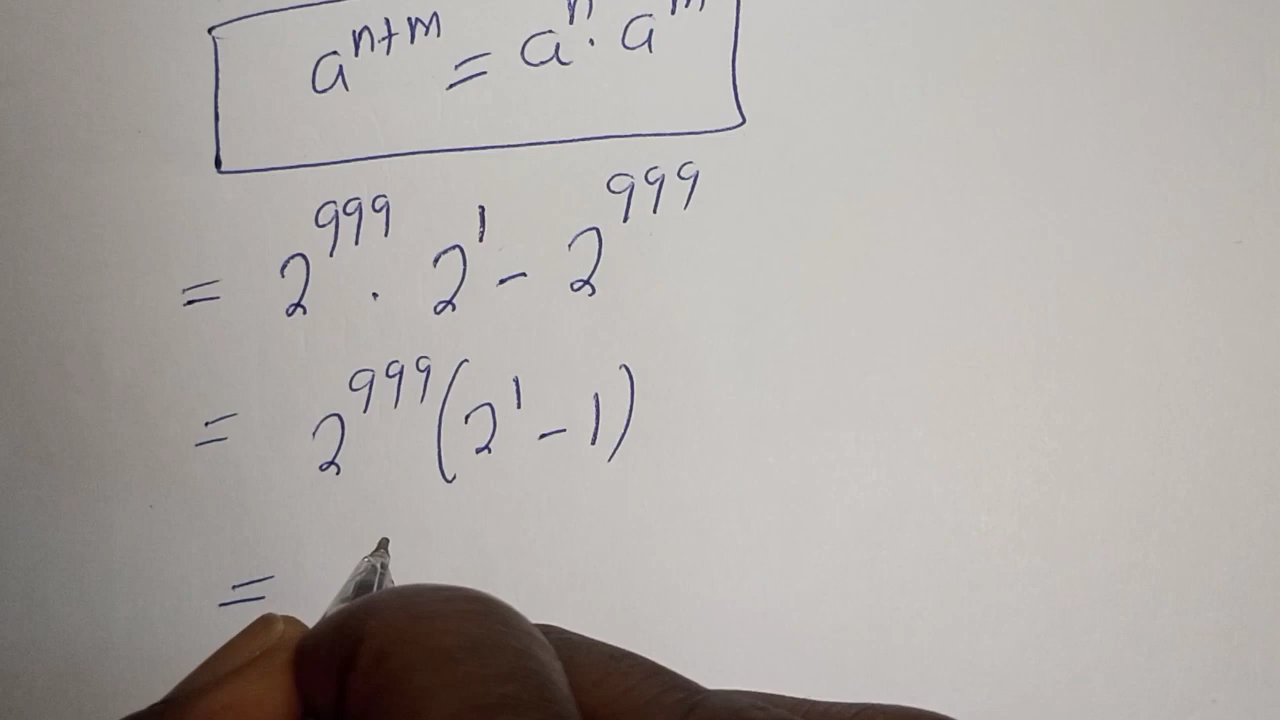 a^{n+m} = a^n · a^m
= 2^{999} · 2^1 - 2^{999}
= 2^{999}(2^1 - 1)
=